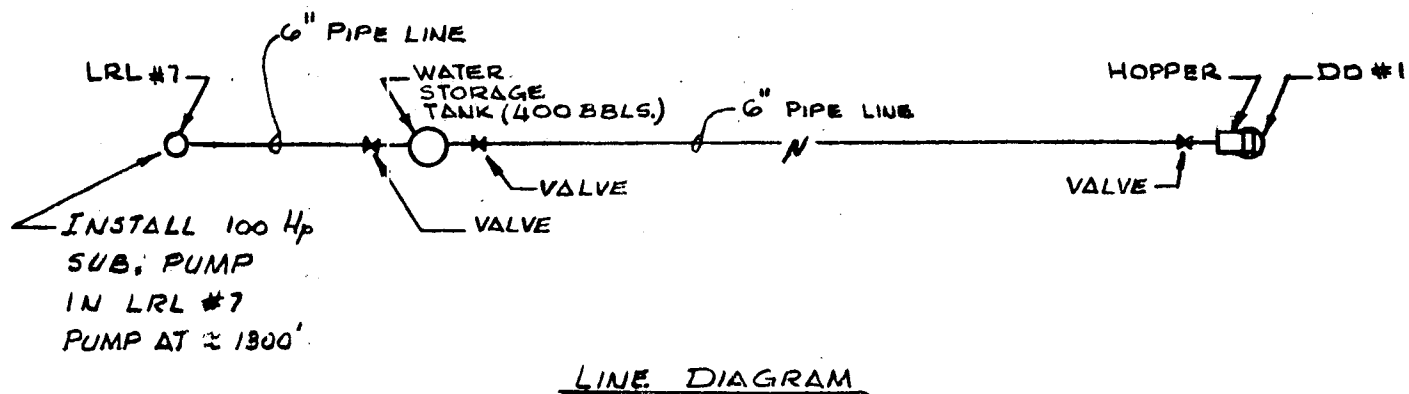 6" PIPE LINE
LRL #7
WATER
STORAGE
TANK (400 BBLS.)
6" PIPE LINE
HOPPER
DD #1
VALVE
VALVE
VALVE
INSTALL 100 Hp
SUB. PUMP
IN LRL #7
PUMP AT ≈ 1300'
LINE DIAGRAM